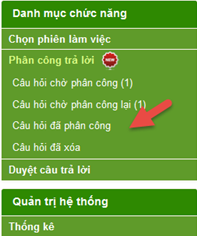 Danh mục chức năng
Chọn phiên làm việc
Phân công trả lời NEW
Câu hỏi chờ phân công (1)
Câu hỏi chờ phân công lại (1)
Câu hỏi đã phân công
Câu hỏi đã xóa
Duyệt câu trả lời
Quản trị hệ thống
Thống kê